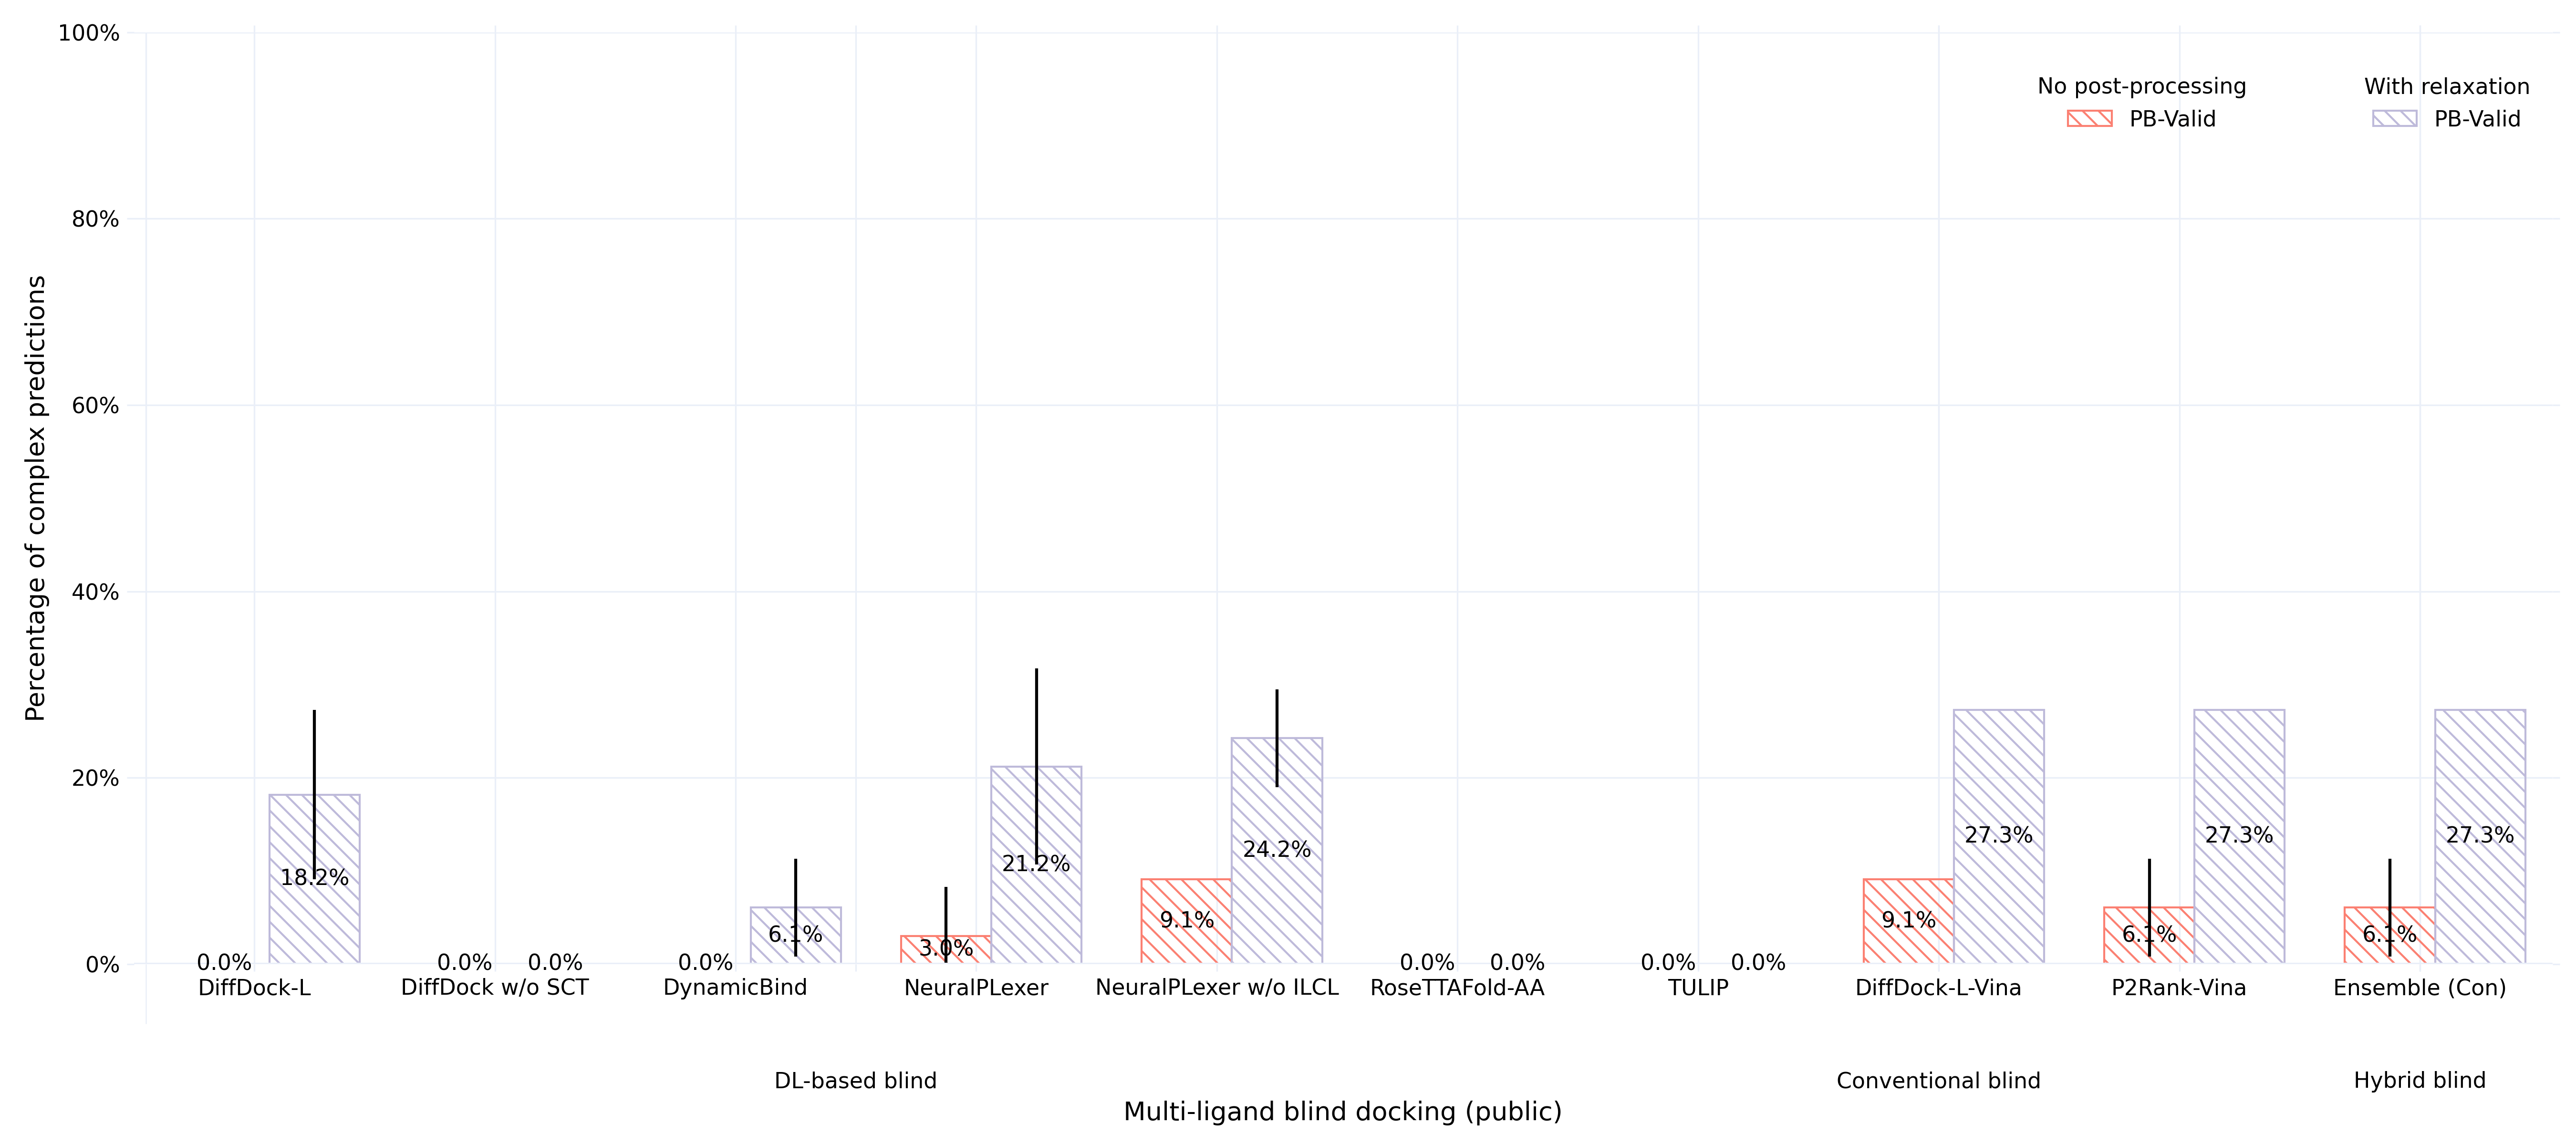 Percentage of complex predictions
100%
80%
60%
40%
20%
0%
No post-processing
PB-Valid
With relaxation
PB-Valid
0.0%
18.2%
0.0%
0.0%
0.0%
6.1%
3.0%
21.2%
9.1%
24.2%
0.0%
0.0%
0.0%
0.0%
9.1%
27.3%
6.1%
27.3%
6.1%
27.3%
DiffDock-L
DiffDock w/o SCT
DynamicBind
NeuralPLexer
NeuralPLexer w/o ILCL
RoseTTAFold-AA
TULIP
DiffDock-L-Vina
P2Rank-Vina
Ensemble (Con)
DL-based blind
Conventional blind
Hybrid blind
Multi-ligand blind docking (public)